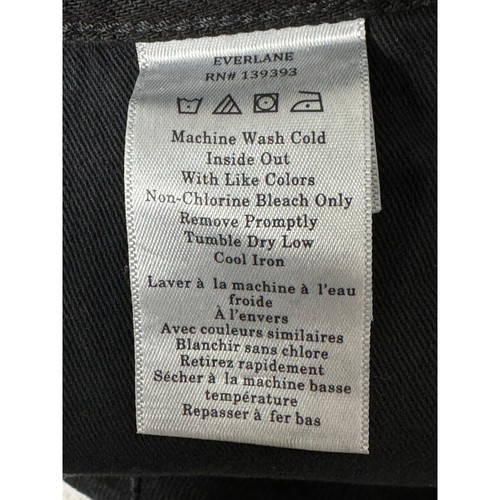 EVERLANE
RN# 139393
Machine Wash Cold
Inside Out
With Like Colors
Non-Chlorine Bleach Only
Remove Promptly
Tumble Dry Low
Cool Iron
Laver à la machine à l'eau
froide
À l'envers
Avec couleurs similaires
Blanchir sans chlore
Retirez rapidement
Sécher à la machine basse
température
Repasser à fer bas